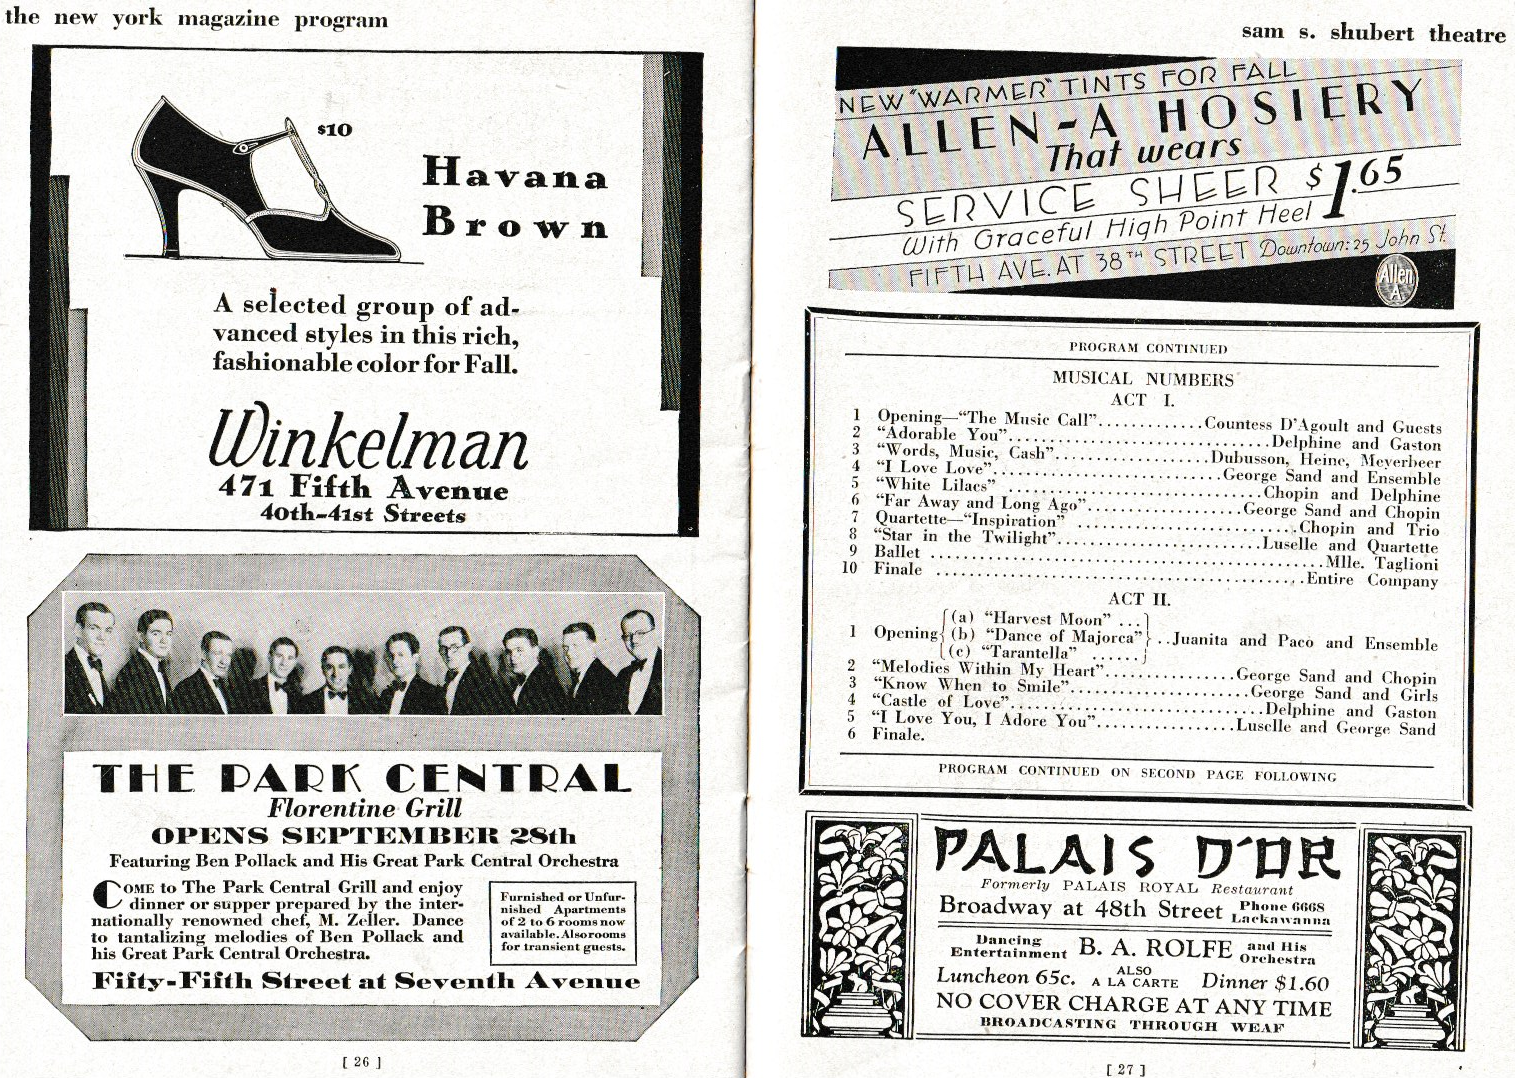 the new york magazine program
$10
Havana
Brown
A selected group of ad-
vanced styles in this rich,
fashionable color for Fall.
Winkelman
471 Fifth Avenue
40th-41st Streets
THE PARK CENTRAL
Florentine Grill
OPENS SEPTEMBER 28th
Featuring Ben Pollack and His Great Park Central Orchestra
COME to The Park Central Grill and enjoy
dinner or supper prepared by the inter-
nationally renowned chef, M. Zeller. Dance
to tantalizing melodies of Ben Pollack and
his Great Park Central Orchestra.
Furnished or Unfur-
nished Apartments
of 2 to 6 rooms now
available. Also rooms
for transient guests.
Fifty-Fifth Street at Seventh Avenue
[ 26 ]
sam s. shubert theatre
NEW "WARMER" TINTS FOR FALL
ALLEN-A HOSIERY
That wears
SERVICE SHEER $1.65
With Graceful High Point Heel
FIFTH AVE. AT 38TH STREET Downtown: 25 John St.
Allen
A
PROGRAM CONTINUED
MUSICAL NUMBERS
ACT I.
1 Opening—"The Music Call"............Countess D'Agoult and Guests
2 "Adorable You"............................Delphine and Gaston
3 "Words, Music, Cash"................Dubusson, Heine, Meyerbeer
4 "I Love Love"........................George Sand and Ensemble
5 "White Lilacs" ..........................Chopin and Delphine
6 "Far Away and Long Ago"................George Sand and Chopin
7 Quartette—"Inspiration" .......................Chopin and Trio
8 "Star in the Twilight".....................Luselle and Quartette
9 Ballet ........................................Mlle. Taglioni
10 Finale ......................................Entire Company
ACT II.
1 Opening {(a) "Harvest Moon" ...
(b) "Dance of Majorca"} ..Juanita and Paco and Ensemble
(c) "Tarantella" ......
2 "Melodies Within My Heart".............George Sand and Chopin
3 "Know When to Smile"..................George Sand and Girls
4 "Castle of Love"..........................Delphine and Gaston
5 "I Love You, I Adore You"..............Luselle and George Sand
6 Finale.
PROGRAM CONTINUED ON SECOND PAGE FOLLOWING
PALAIS D'OR
Formerly PALAIS ROYAL Restaurant
Broadway at 48th Street Phone 6668
Lackawanna
Dancing
Entertainment B. A. ROLFE and His
Orchestra
Luncheon 65c. ALSO
A LA CARTE Dinner $1.60
NO COVER CHARGE AT ANY TIME
BROADCASTING THROUGH WEAF
[ 27 ]